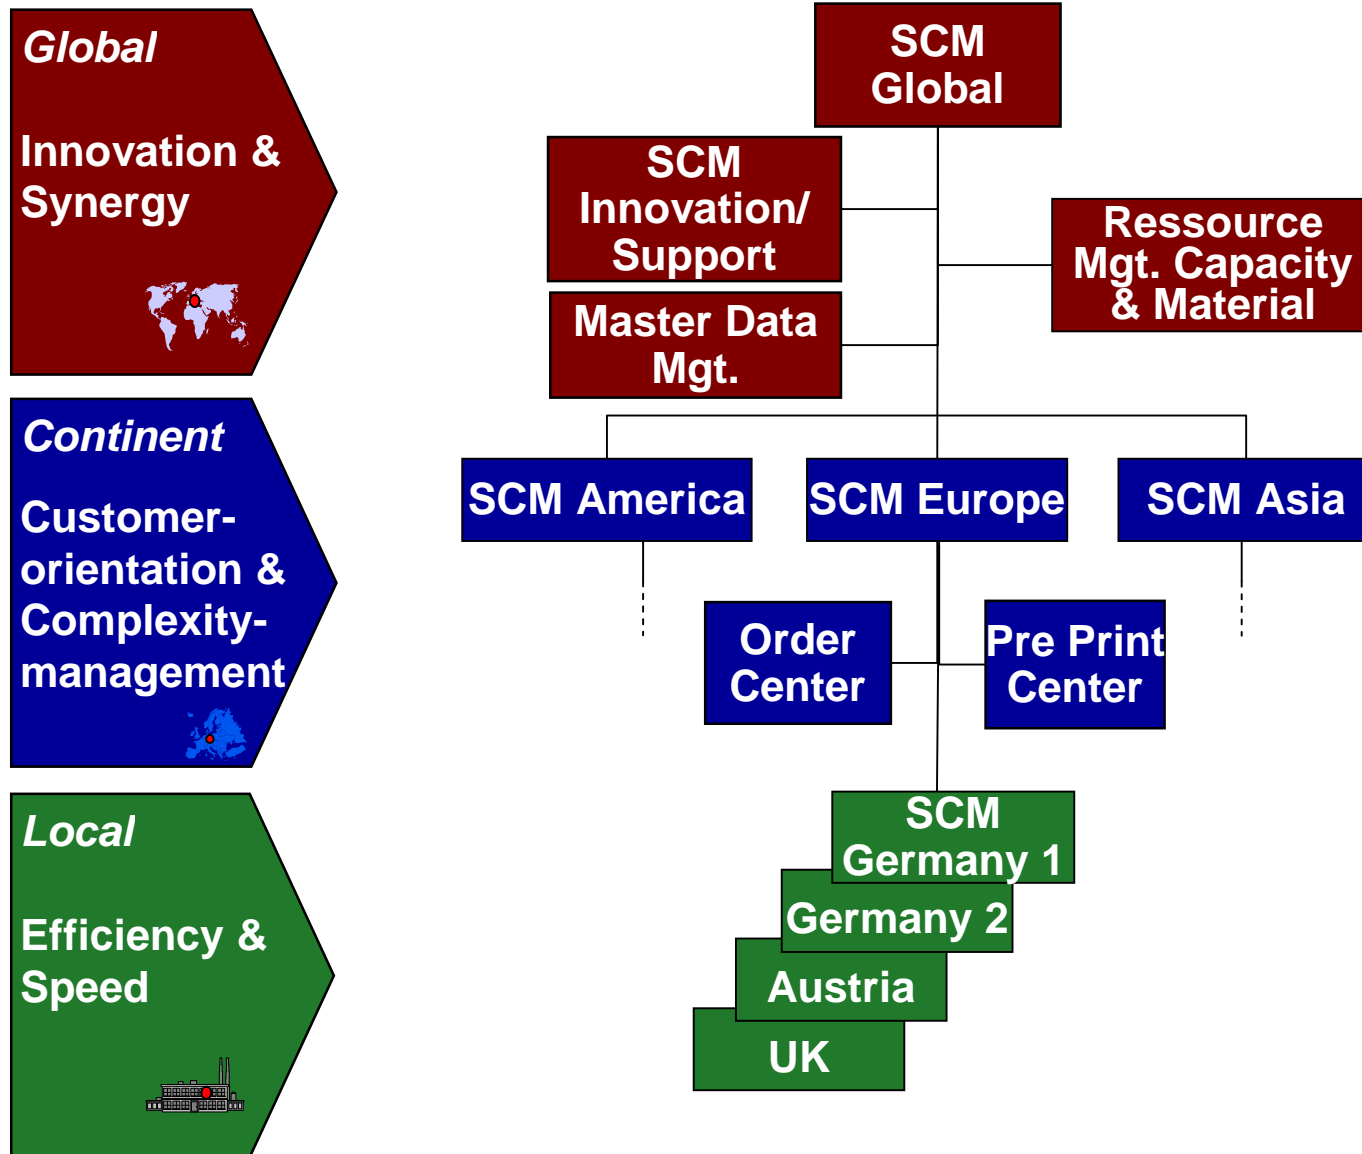 Global
Innovation &
Synergy
SCM
Global
SCM
Innovation/
Support
Ressource
Mgt. Capacity
& Material
Master Data
Mgt.
Continent
Customer-
orientation &
Complexity-
management
SCM America
SCM Europe
SCM Asia
Order
Center
Pre Print
Center
Local
Efficiency &
Speed
SCM
Germany 1
Germany 2
Austria
UK